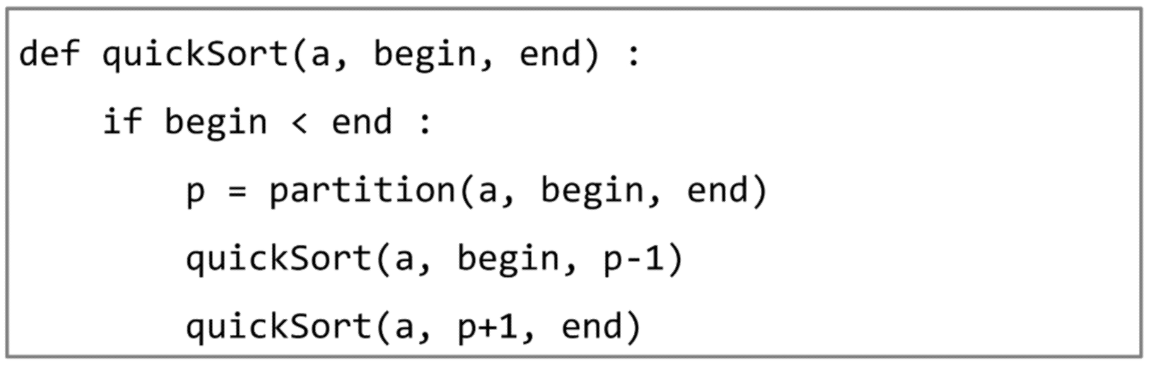 def quickSort(a, begin, end) :
    if begin < end :
        p = partition(a, begin, end)
        quickSort(a, begin, p-1)
        quickSort(a, p+1, end)